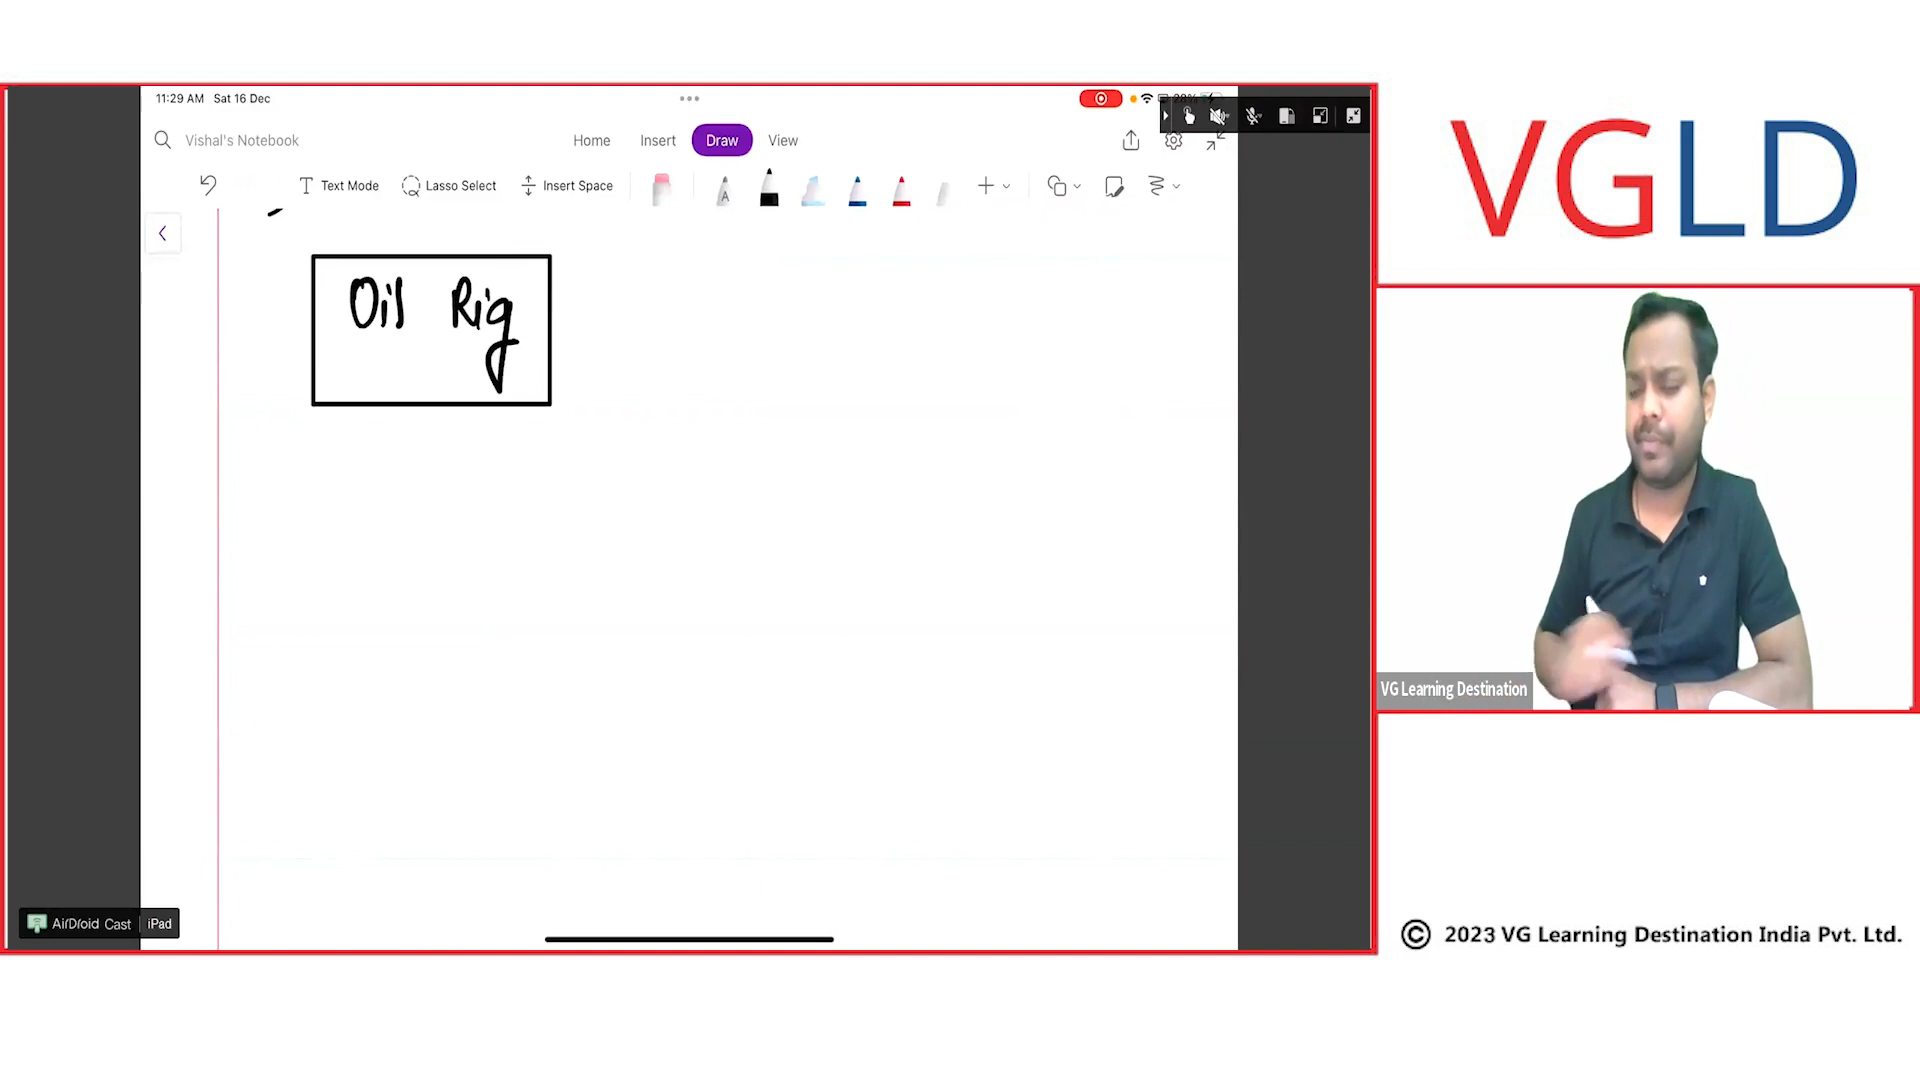 11:29 AM Sat 16 Dec
28%
Vishal's Notebook
Home Insert Draw View
Text Mode Lasso Select Insert Space
A
Oil Rig
VGLD
VG Learning Destination
AirDroid Cast iPad
© 2023 VG Learning Destination India Pvt. Ltd.